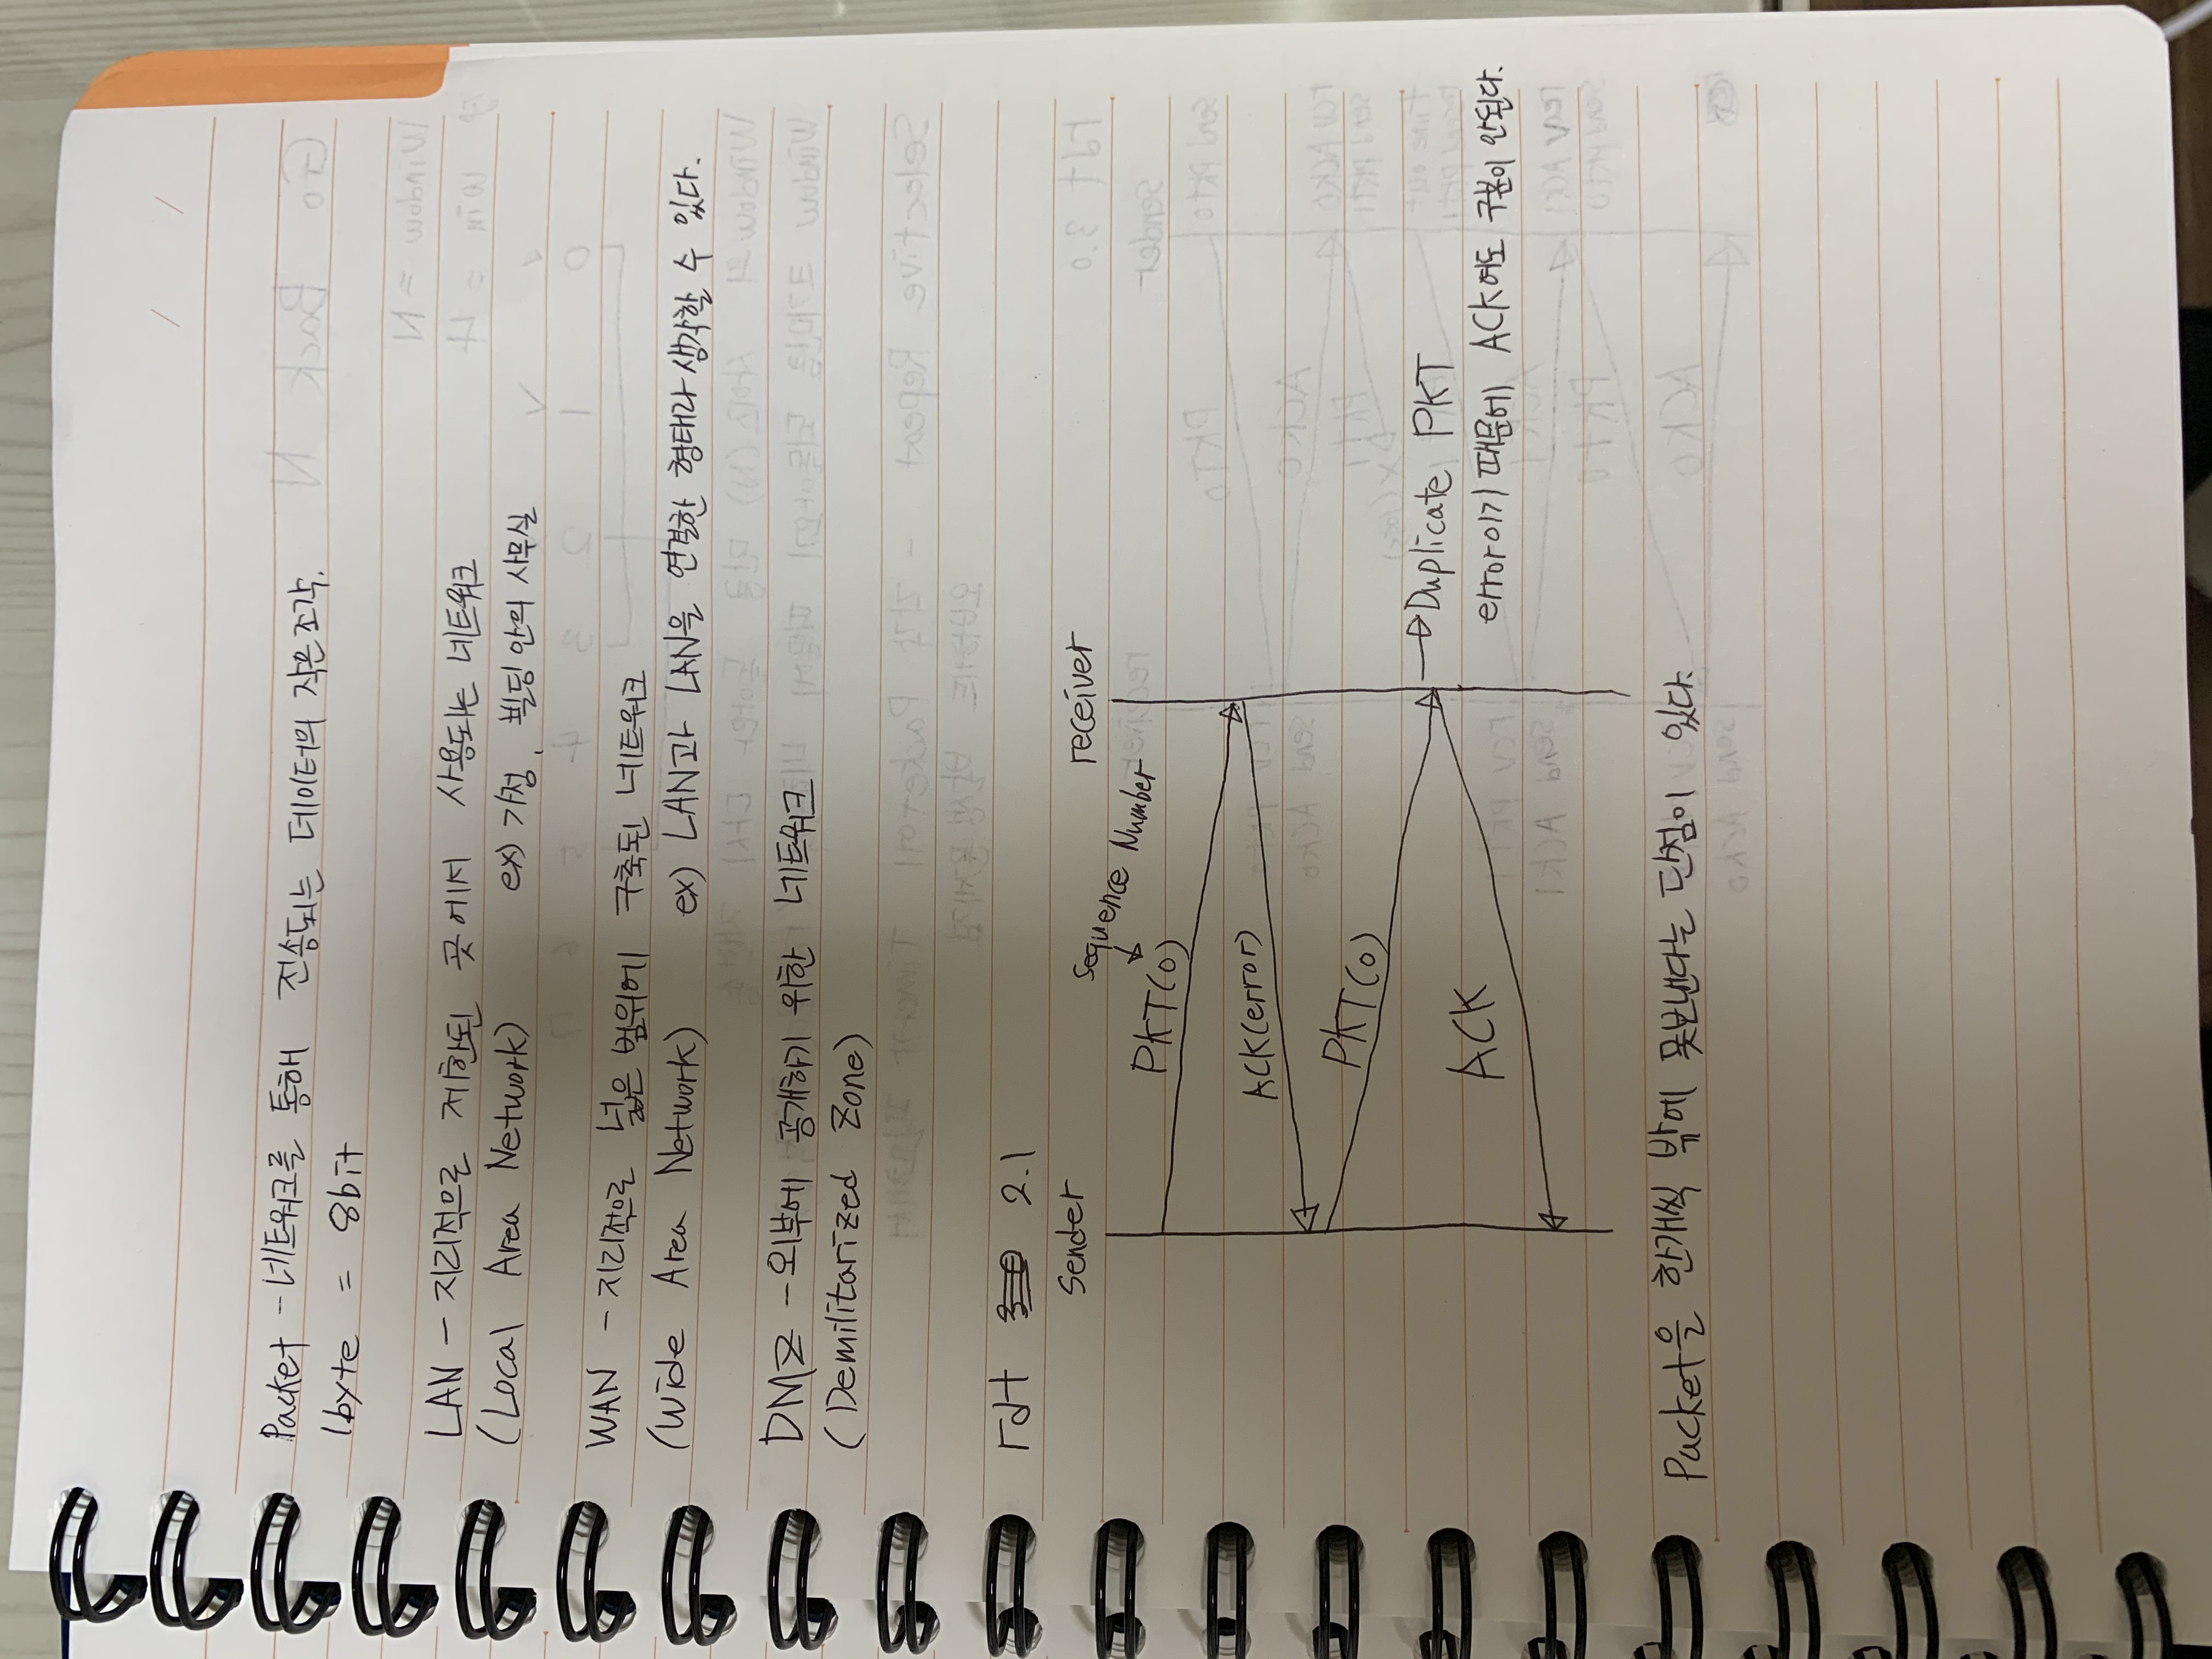 Packet - 네트워크를 통해 전송되는 데이터의 작은조각.
1byte = 8bit
LAN - 지리적으로 제한된 곳에서 사용되는 네트워크
(Local Area Network) ex) 가정, 빌딩 안의 사무실
WAN - 지리적으로 넓은 범위에 구축된 네트워크
(Wide Area Network) ex) LAN과 LAN을 연결한 형태라 생각할 수 있다.
DMZ - 외부에 공개하기 위한 네트워크
(Demilitarized Zone)
rdt 2.1
Sender
Sequence Number
receiver
PKT(0)
ACK(error)
PKT(0)
Duplicate PKT
ACK
error이기 때문에 ACK에도 구분이 안된다.
Packet을 한개씩 밖에 못보낸다는 단점이 있다.